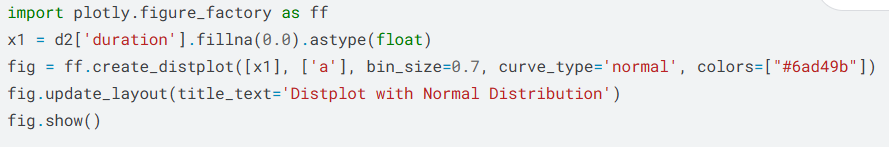 import plotly.figure_factory as ff
x1 = d2['duration'].fillna(0.0).astype(float)
fig = ff.create_distplot([x1], ['a'], bin_size=0.7, curve_type='normal', colors=["#6ad49b"])
fig.update_layout(title_text='Distplot with Normal Distribution')
fig.show()